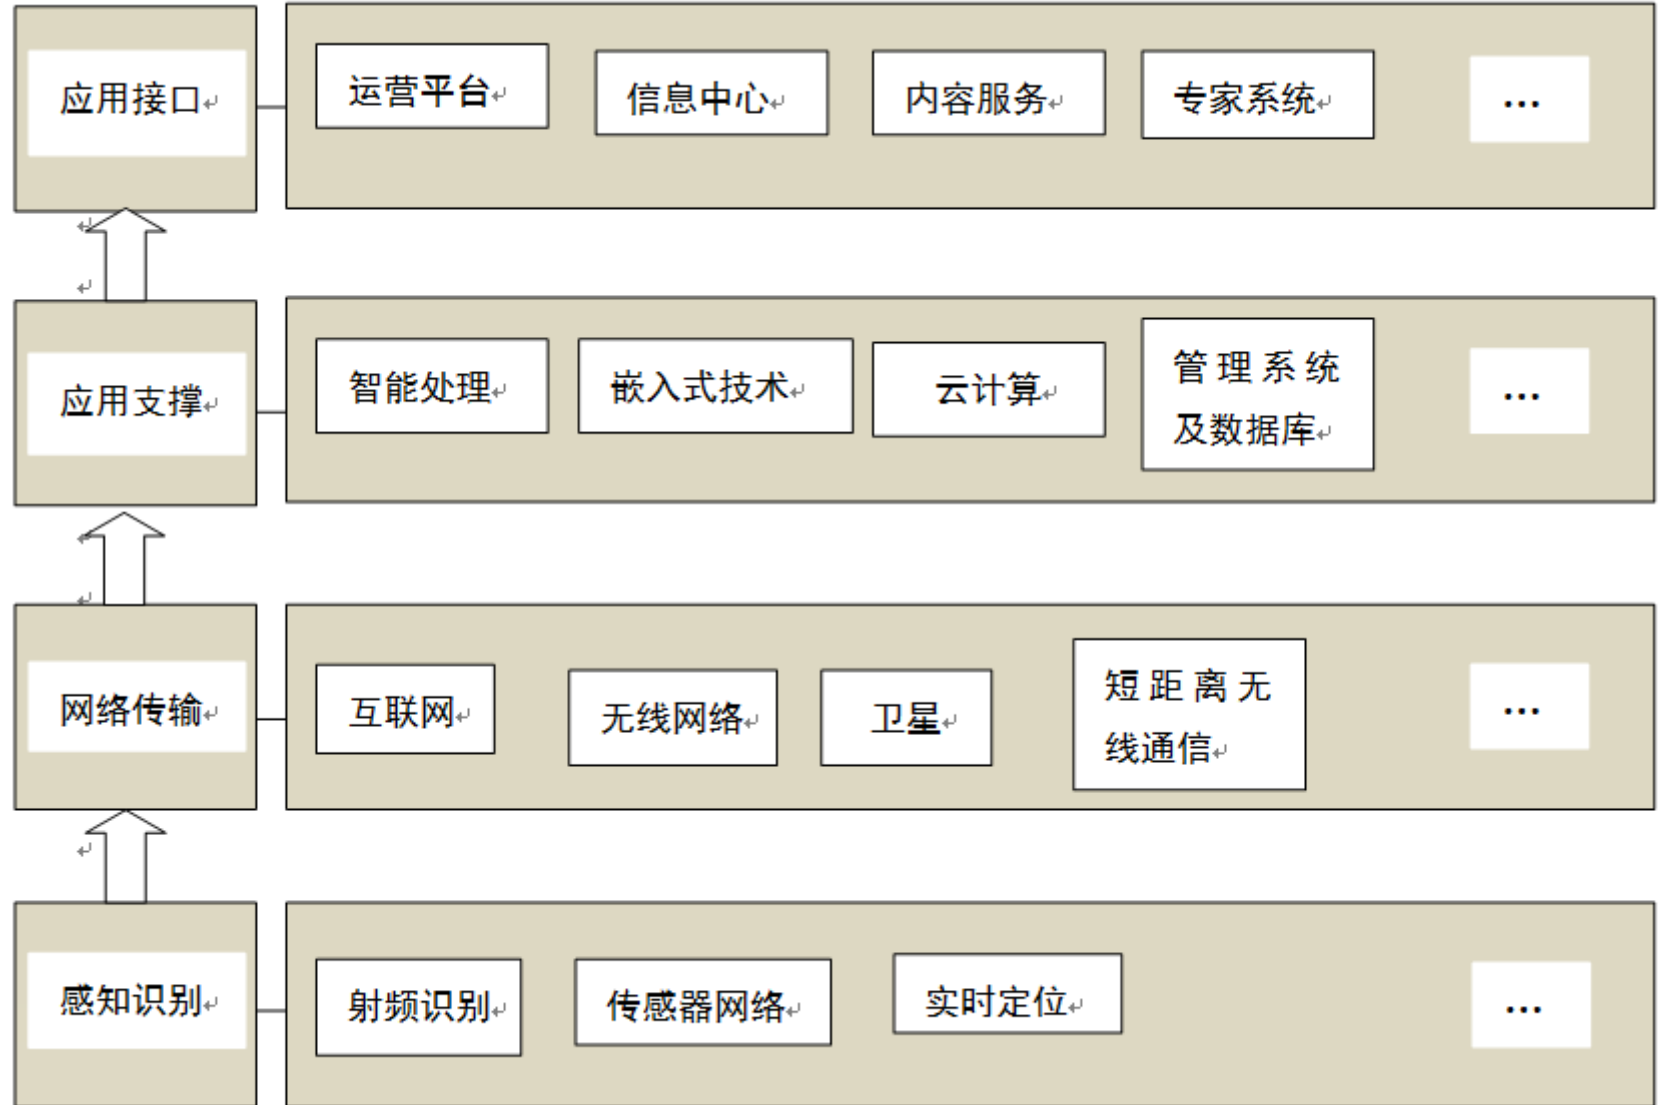 应用接口
运营平台
信息中心
内容服务
专家系统
...
应用支撑
智能处理
嵌入式技术
云计算
管理系统
及数据库
...
网络传输
互联网
无线网络
卫星
短距离无
线通信
...
感知识别
射频识别
传感器网络
实时定位
...